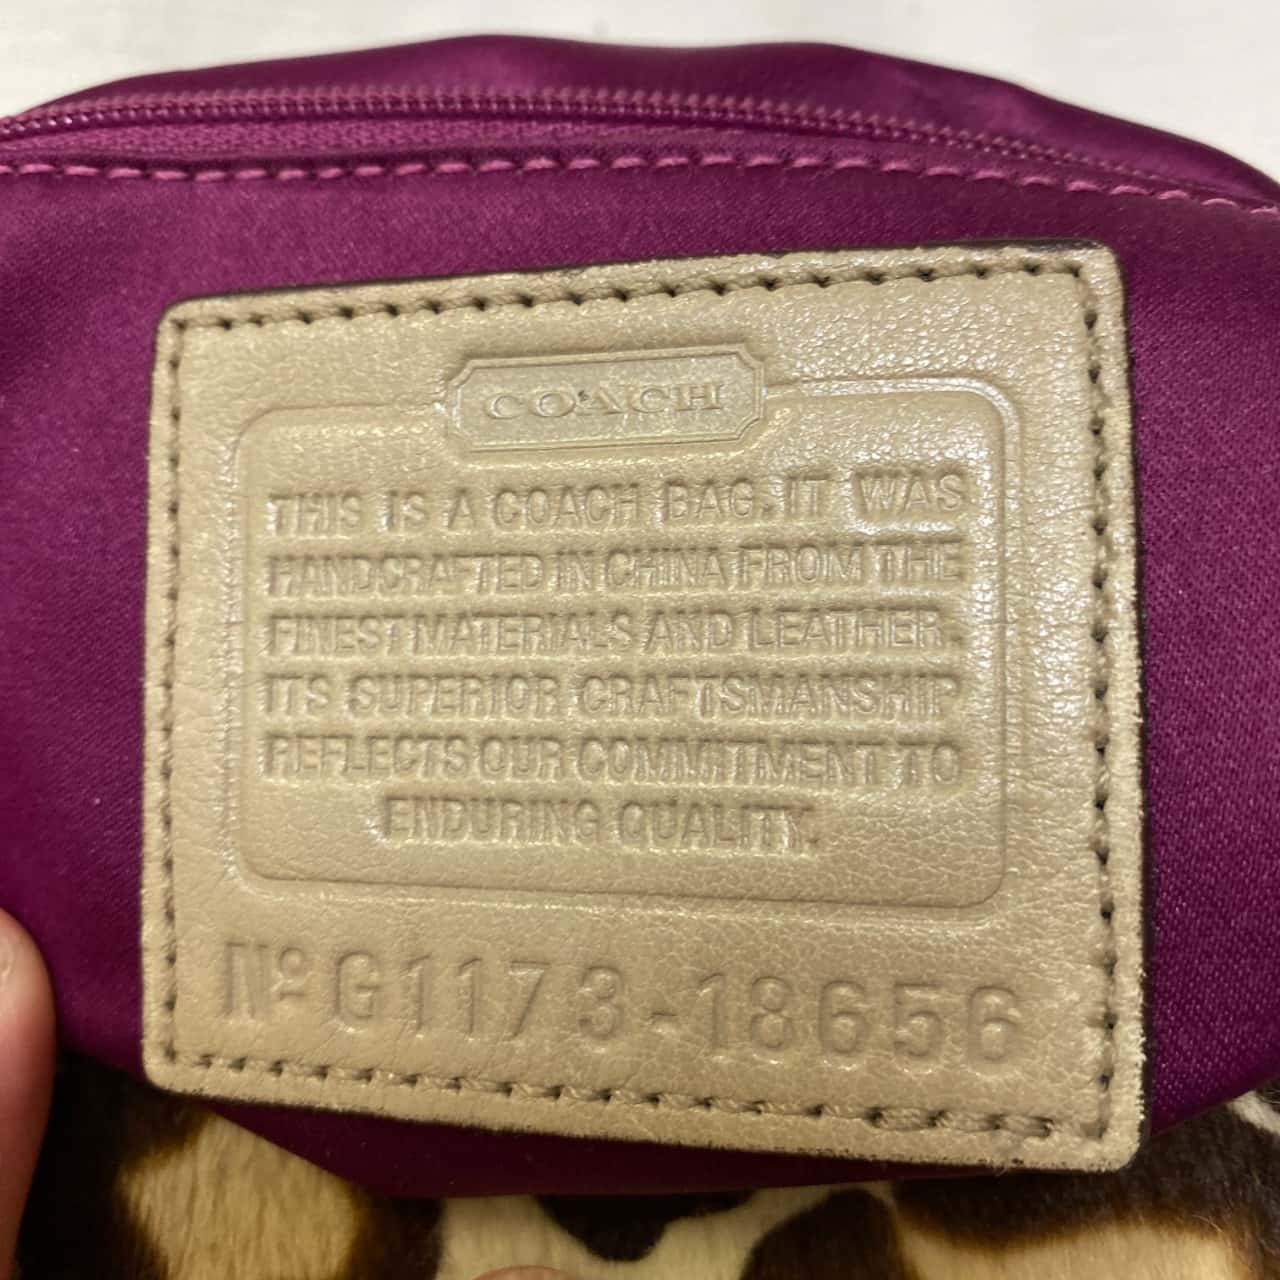 COACH
THIS IS A COACH BAG. IT WAS
HANDCRAFTED IN CHINA FROM THE
FINEST MATERIALS AND LEATHER.
ITS SUPERIOR CRAFTSMANSHIP
REFLECTS OUR COMMITMENT TO
ENDURING QUALITY.
Nº G1173-18656